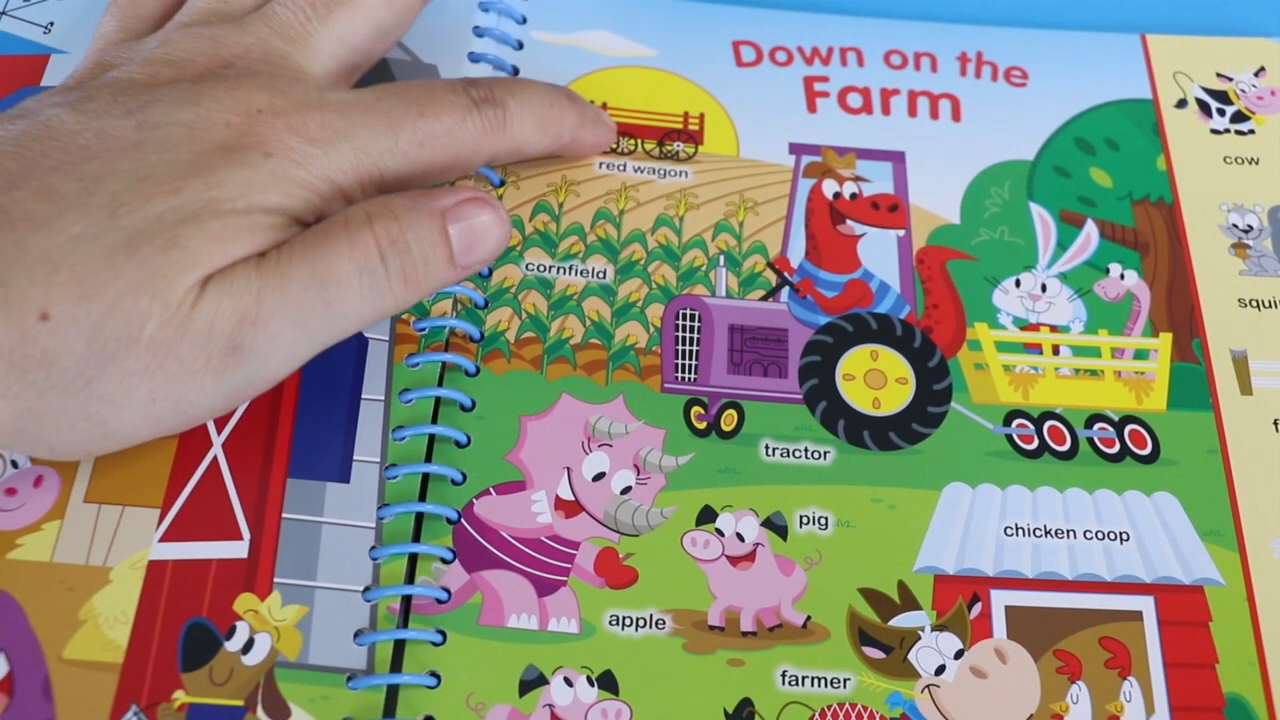 Down on the
Farm
red wagon
cornfield
tractor
pig
apple
chicken coop
farmer
cow
S